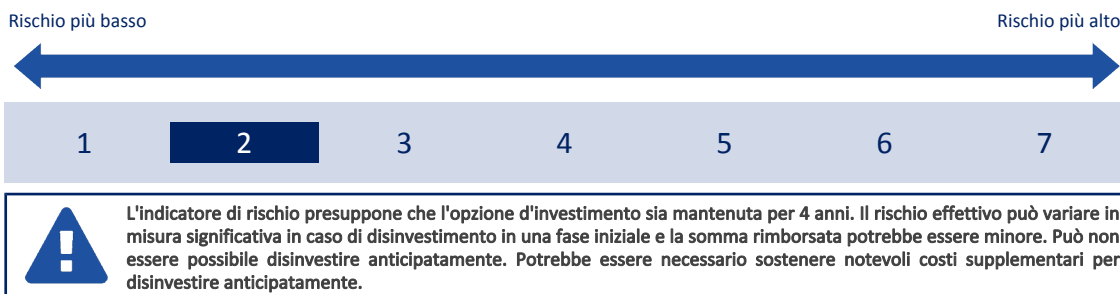 Rischio più basso Rischio più alto
1 2 3 4 5 6 7
L'indicatore di rischio presuppone che l'opzione d'investimento sia mantenuta per 4 anni. Il rischio effettivo può variare in
misura significativa in caso di disinvestimento in una fase iniziale e la somma rimborsata potrebbe essere minore. Può non
essere possibile disinvestire anticipatamente. Potrebbe essere necessario sostenere notevoli costi supplementari per
disinvestire anticipatamente.